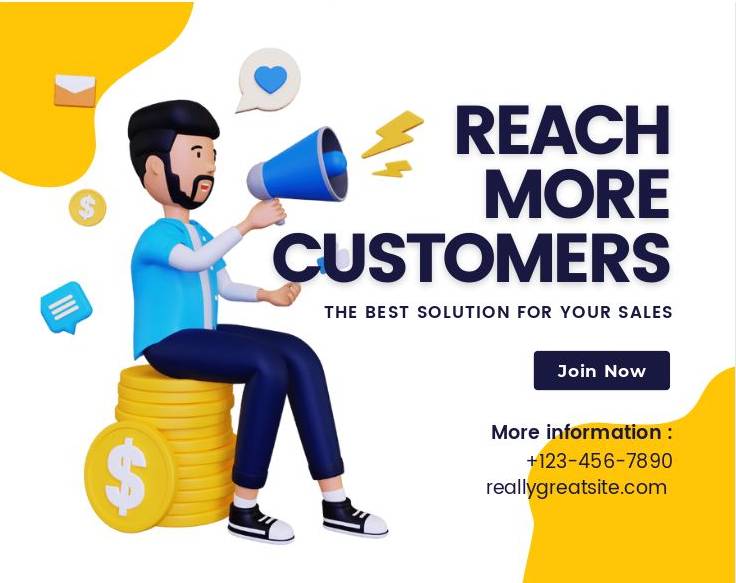 REACH
MORE
CUSTOMERS
THE BEST SOLUTION FOR YOUR SALES
Join Now
More information :
+123-456-7890
reallygreatsite.com
$
$